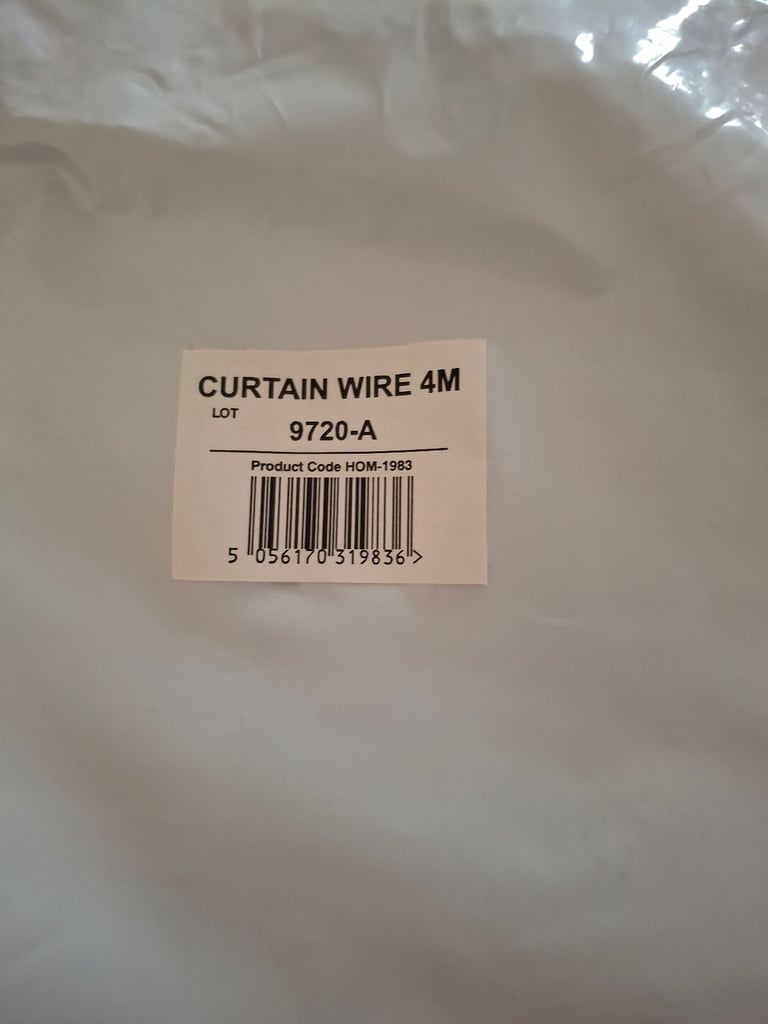 CURTAIN WIRE 4M
LOT
9720-A
Product Code HOM-1983
5 056170 319836 >